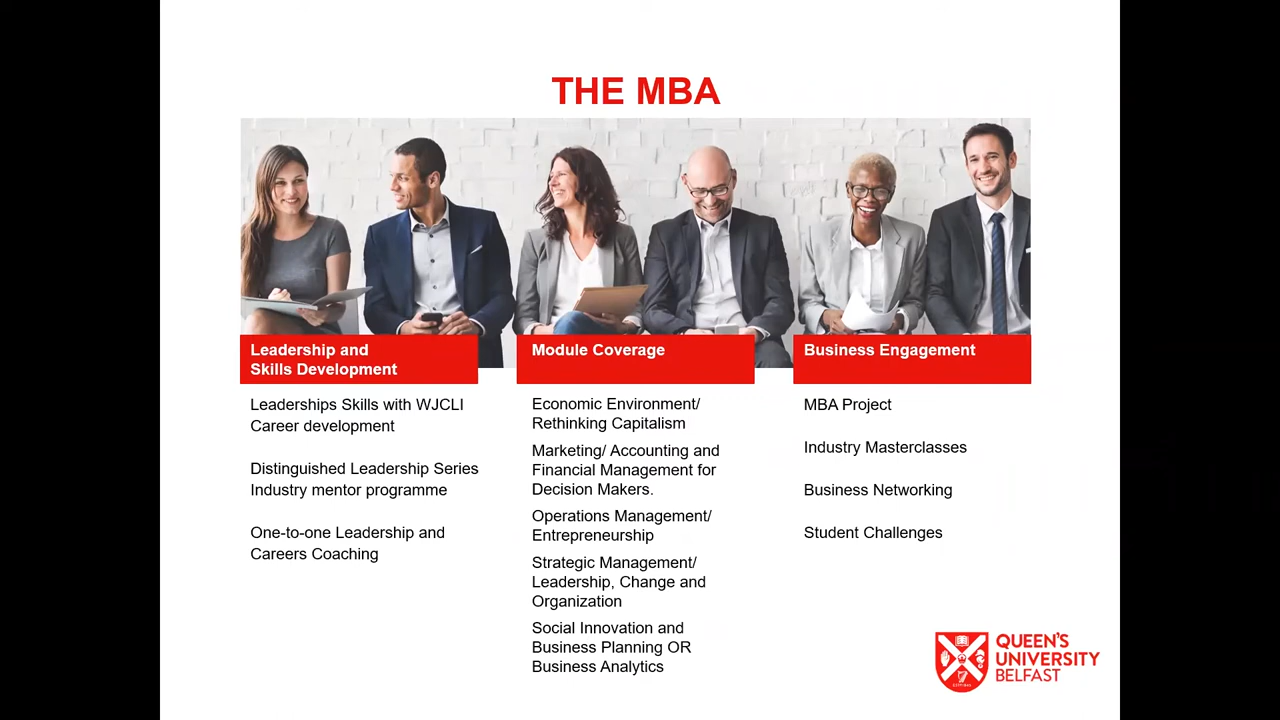 THE MBA
Leadership and
Skills Development
Leaderships Skills with WJCLI
Career development
Distinguished Leadership Series
Industry mentor programme
One-to-one Leadership and
Careers Coaching
Module Coverage
Economic Environment/
Rethinking Capitalism
Marketing/ Accounting and
Financial Management for
Decision Makers.
Operations Management/
Entrepreneurship
Strategic Management/
Leadership, Change and
Organization
Social Innovation and
Business Planning OR
Business Analytics
Business Engagement
MBA Project
Industry Masterclasses
Business Networking
Student Challenges
QUEEN'S
UNIVERSITY
BELFAST